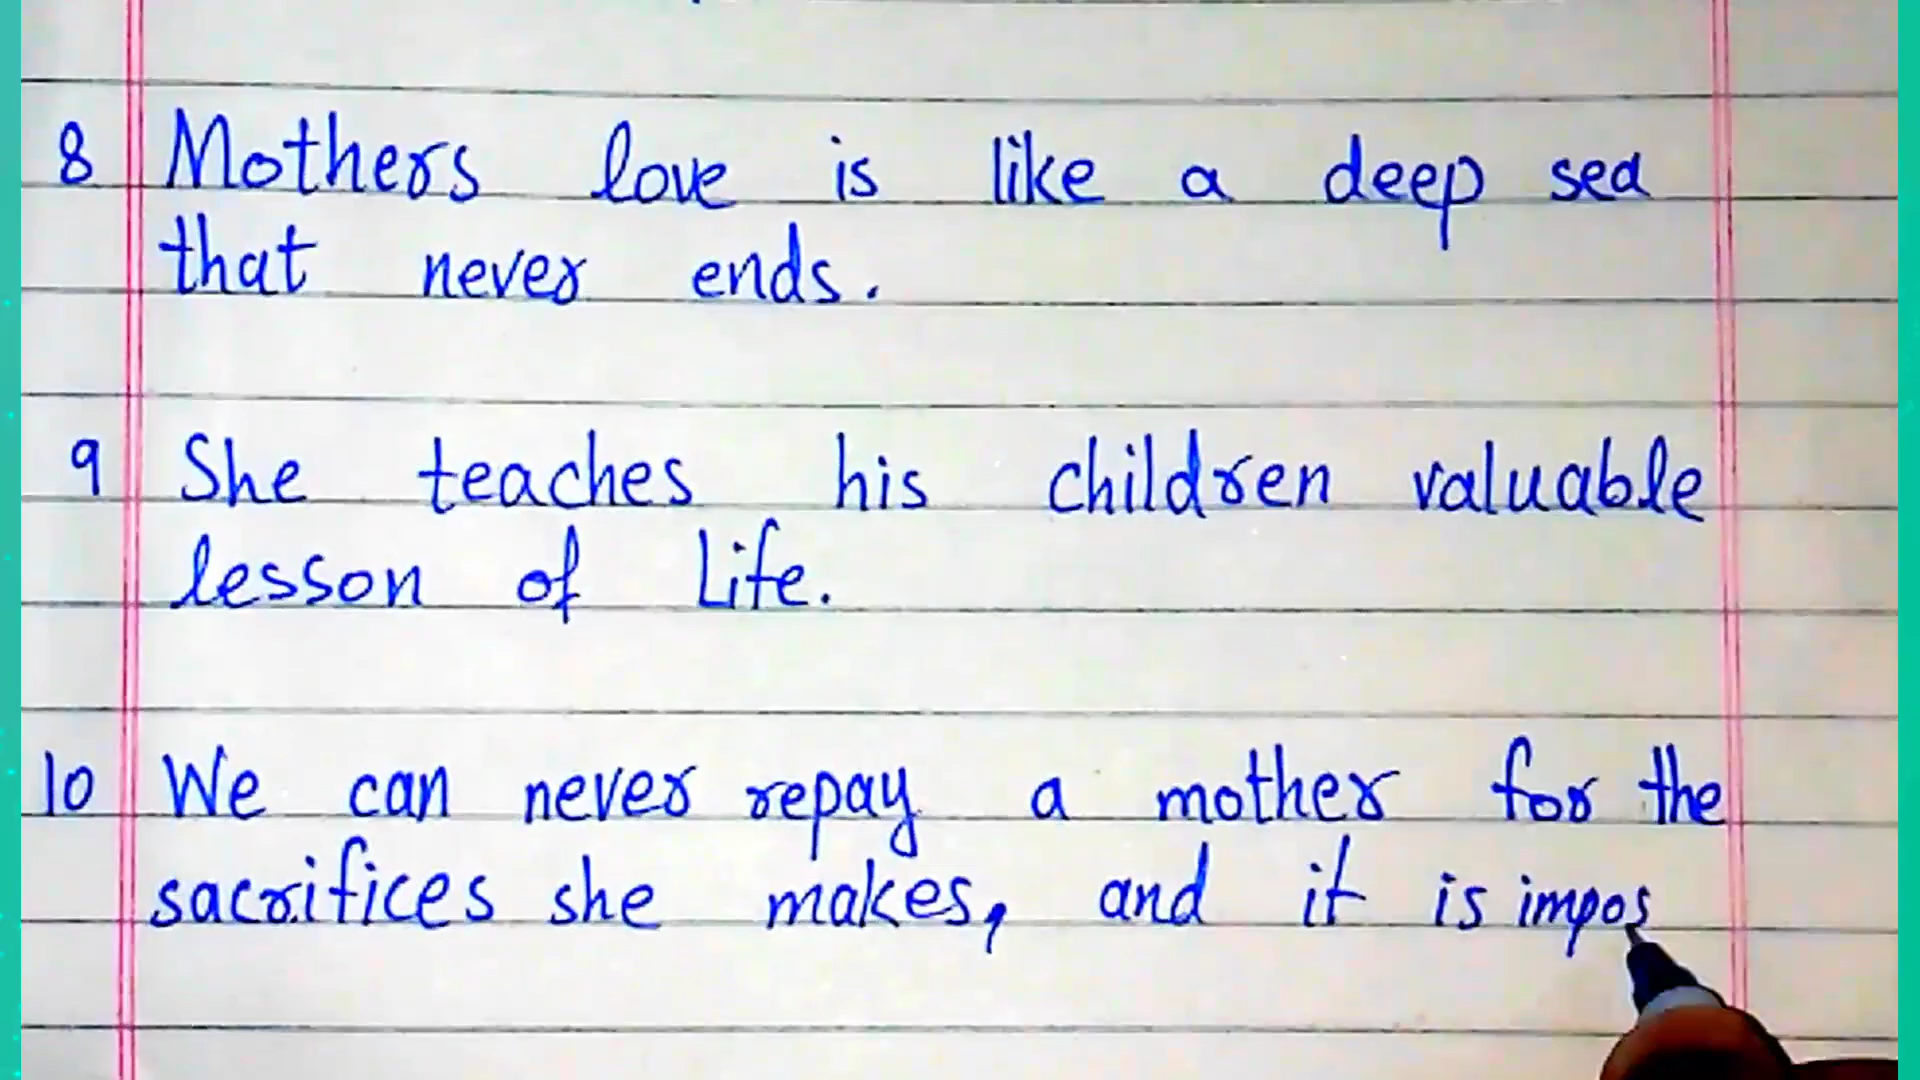 8 Mothers love is like a deep sea
that never ends.
9 She teaches his children valuable
lesson of Life.
10 We can never repay a mother for the
sacrifices she makes, and it is impos